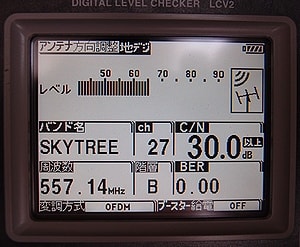 DIGITAL LEVEL CHECKER LCV2
アンテナ方向調整 地デジ
50 60 70 80 90
レベル
バンド名 ch C/N
SKYTREE 27 30.0 以上 dB
周波数 階層 BER
557.14MHz B 0.00
変調方式 OFDM ブースター給電 OFF